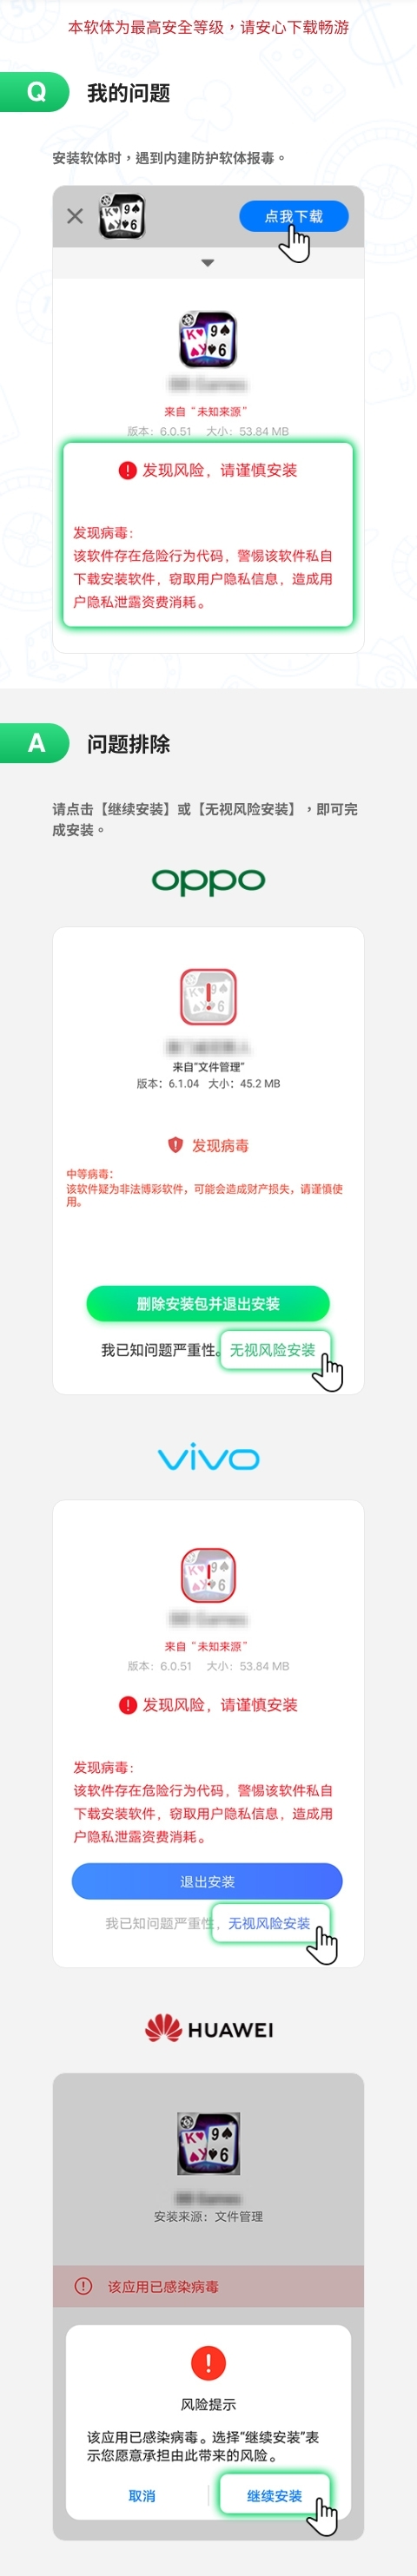 本软体为最高安全等级，请安心下载畅游
Q
我的问题
安装软体时，遇到内建防护软体报毒。
点我下载
来自“未知来源”
版本：6.0.51 大小：53.84 MB
发现风险，请谨慎安装
发现病毒：
该软件存在危险行为代码，警惕该软件私自
下载安装软件，窃取用户隐私信息，造成用
户隐私泄露资费消耗。
A
问题排除
请点击【继续安装】或【无视风险安装】，即可完
成安装。
oppo
来自“文件管理”
版本：6.1.04 大小：45.2 MB
发现病毒
中等病毒：
该软件疑为非法博彩软件，可能会造成财产损失，请谨慎使
用。
删除安装包并退出安装
我已知问题严重性。无视风险安装
vivo
来自“未知来源”
版本：6.0.51 大小：53.84 MB
发现风险，请谨慎安装
发现病毒：
该软件存在危险行为代码，警惕该软件私自
下载安装软件，窃取用户隐私信息，造成用
户隐私泄露资费消耗。
退出安装
我已知问题严重性，无视风险安装
HUAWEI
安装来源：文件管理
该应用已感染病毒
风险提示
该应用已感染病毒。选择“继续安装”表
示您愿意承担由此带来的风险。
取消
继续安装